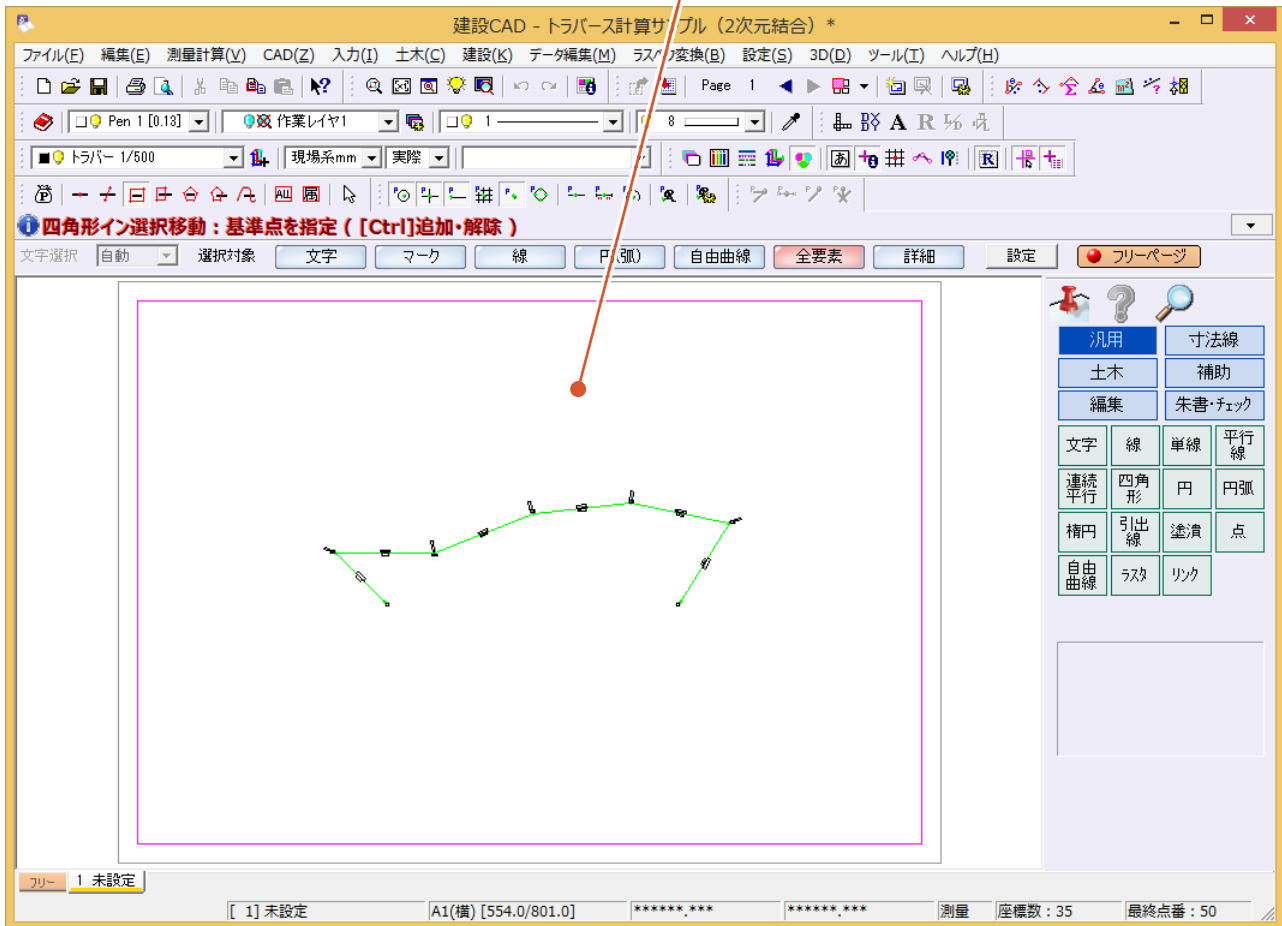 建設CAD - トラバース計算サンプル（2次元結合）*
ファイル(F) 編集(E) 測量計算(V) CAD(Z) 入力(I) 土木(C) 建設(K) データ編集(M) ラスベク変換(B) 設定(S) 3D(D) ツール(T) ヘルプ(H)
Page 1
Pen 1 [0.13] 作業レイヤ1 1 8
トラバー 1/500 現場系mm 実際
四角形イン選択移動：基準点を指定 ( [Ctrl]追加・解除 )
文字選択 自動 選択対象 文字 マーク 線 円(弧) 自由曲線 全要素 詳細 設定 フリーページ
汎用 寸法線
土木 補助
編集 朱書・チェック
文字 線 単線 平行線
連続平行 四角形 円 円弧
楕円 引出線 塗潰 点
自由曲線 ラスタ リンク
フリー 1 未設定
[ 1] 未設定 A1(横) [554.0/801.0] ******.*** ******.*** 測量 座標数：35 最終点番：50